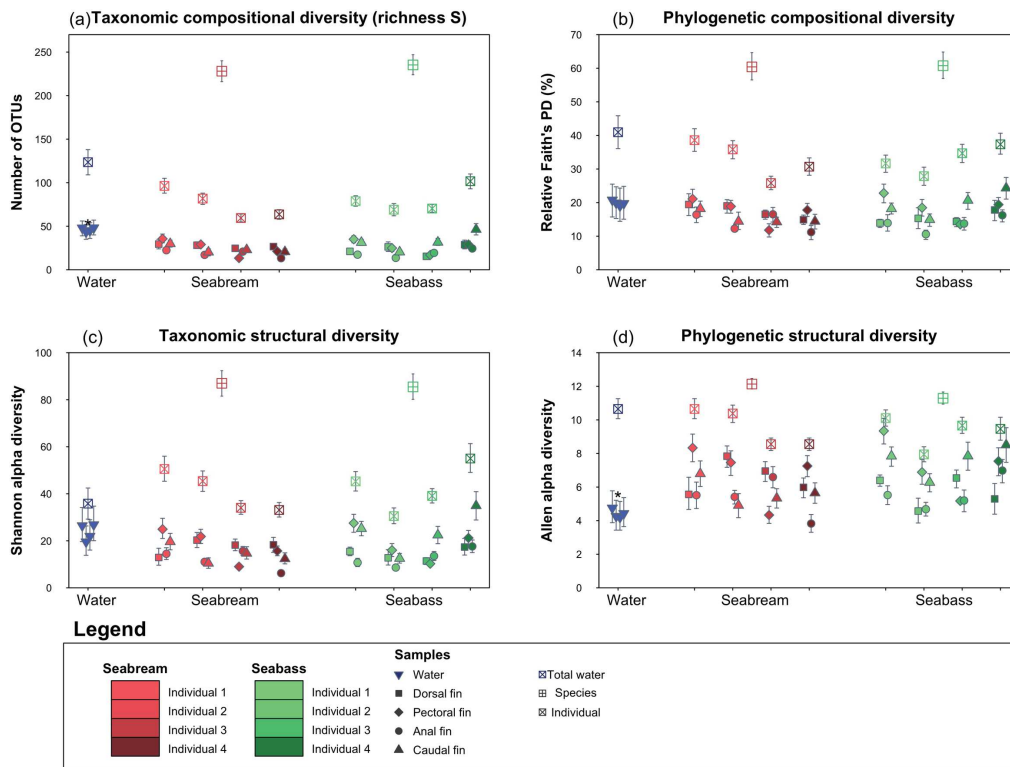 (a) Taxonomic compositional diversity (richness S)
Number of OTUs
250
200
150
100
50
0
*
Water Seabream Seabass
(b) Phylogenetic compositional diversity
Relative Faith's PD (%)
70
60
50
40
30
20
10
0
Water Seabream Seabass
(c) Taxonomic structural diversity
Shannon alpha diversity
100
80
60
40
20
0
Water Seabream Seabass
(d) Phylogenetic structural diversity
Allen alpha diversity
14
12
10
8
6
4
2
0
*
Water Seabream Seabass
Legend
Seabream
Individual 1
Individual 2
Individual 3
Individual 4
Seabass
Individual 1
Individual 2
Individual 3
Individual 4
Samples
Water
Dorsal fin
Pectoral fin
Anal fin
Caudal fin
Total water
Species
Individual